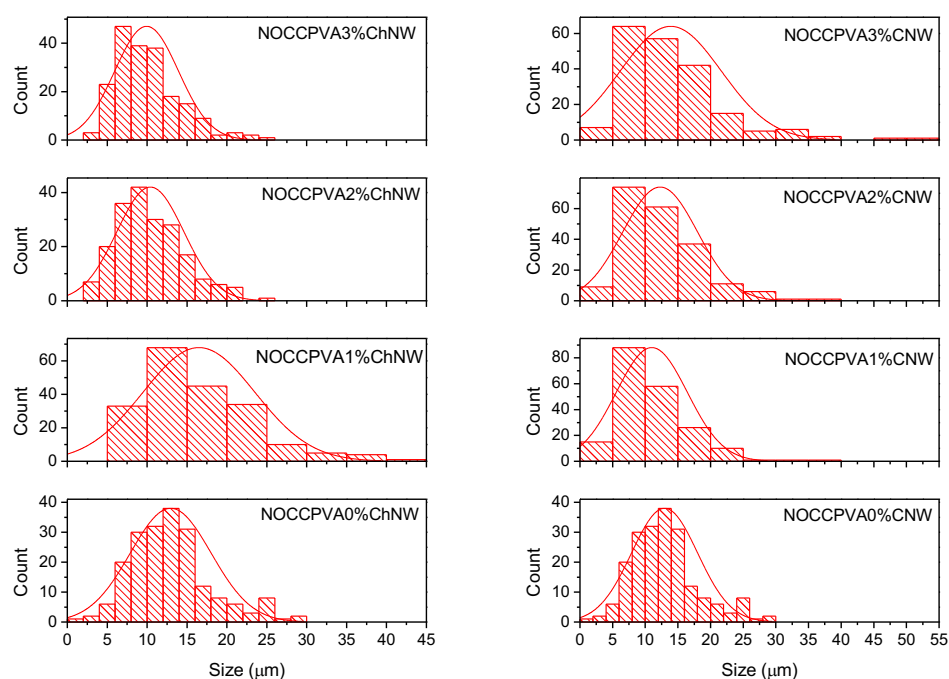 NOCCPVA3%ChNW
Count
40
20
0
NOCCPVA2%ChNW
Count
40
20
0
NOCCPVA1%ChNW
Count
60
40
20
0
NOCCPVA0%ChNW
Count
40
30
20
10
0
0 5 10 15 20 25 30 35 40 45
Size (μm)
NOCCPVA3%CNW
Count
60
40
20
0
NOCCPVA2%CNW
Count
80
60
40
20
0
NOCCPVA1%CNW
Count
80
60
40
20
0
NOCCPVA0%CNW
Count
40
30
20
10
0
0 5 10 15 20 25 30 35 40 45 50 55
Size (μm)